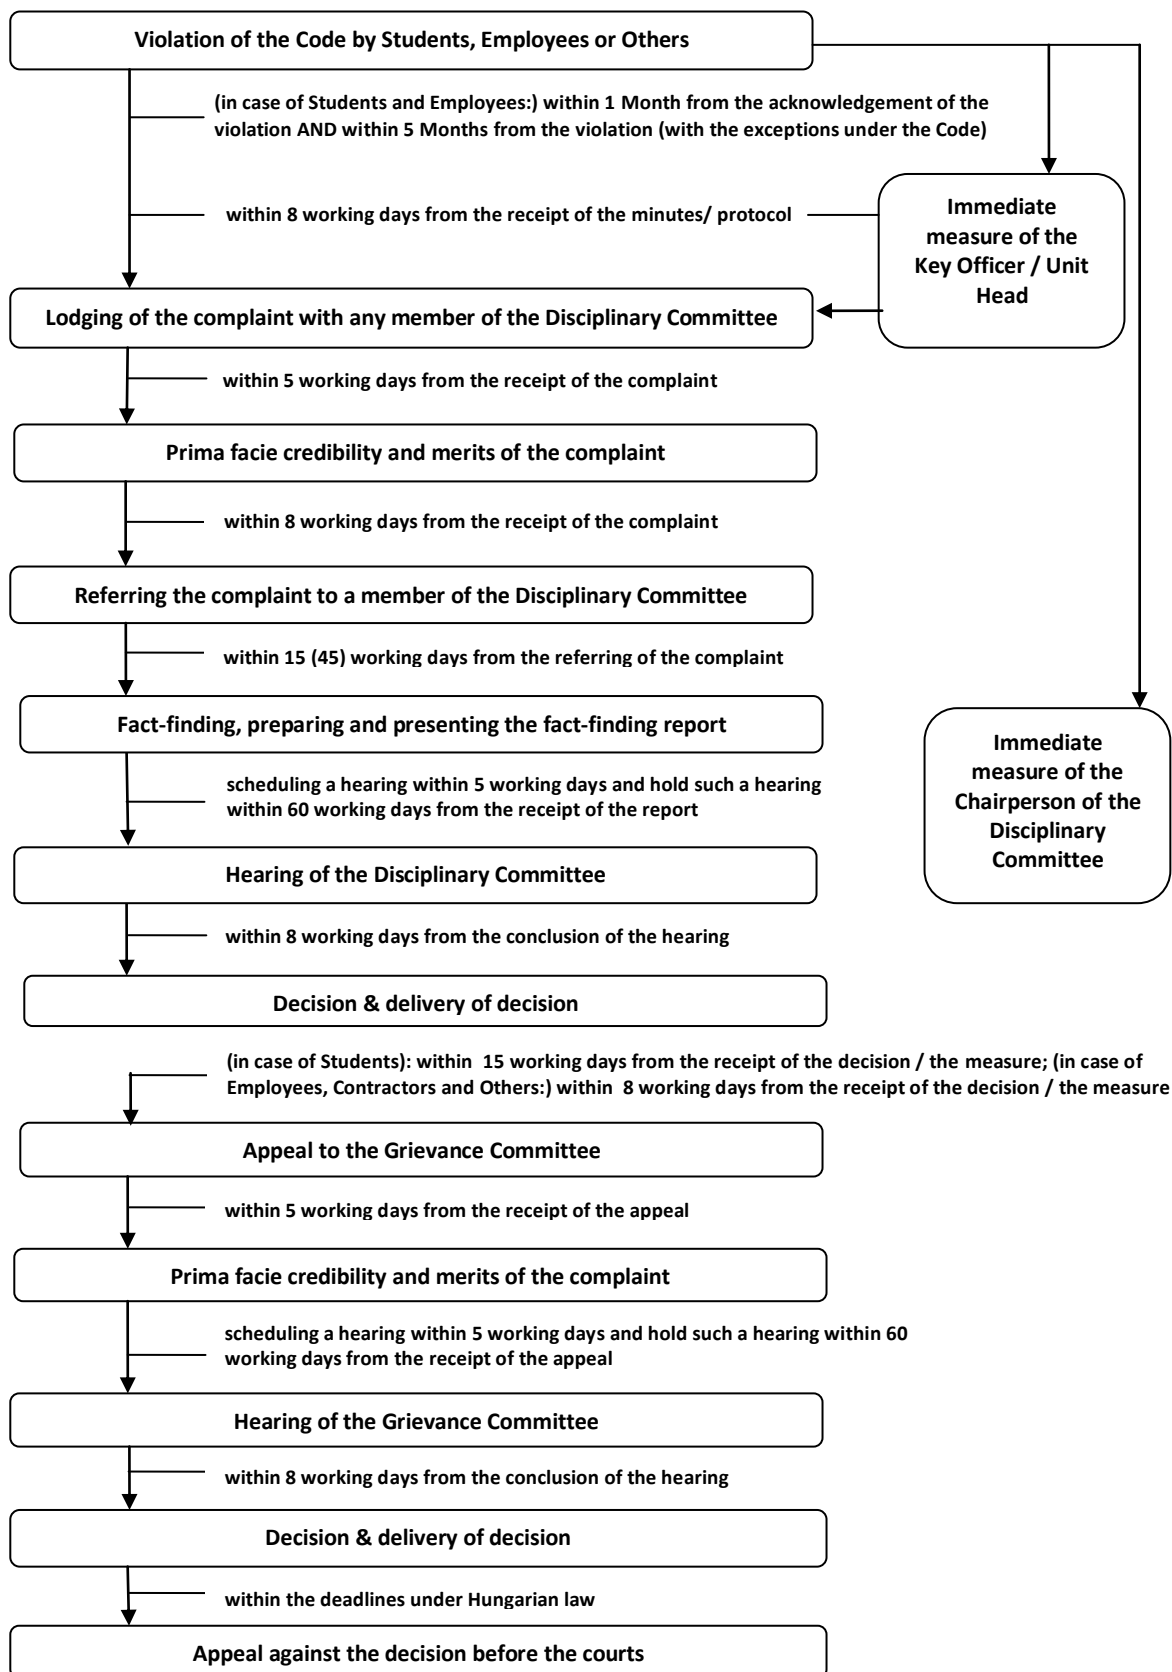 Violation of the Code by Students, Employees or Others
(in case of Students and Employees:) within 1 Month from the acknowledgement of the
violation AND within 5 Months from the violation (with the exceptions under the Code)
within 8 working days from the receipt of the minutes/ protocol
Immediate
measure of the
Key Officer / Unit
Head
Lodging of the complaint with any member of the Disciplinary Committee
within 5 working days from the receipt of the complaint
Prima facie credibility and merits of the complaint
within 8 working days from the receipt of the complaint
Referring the complaint to a member of the Disciplinary Committee
within 15 (45) working days from the referring of the complaint
Fact-finding, preparing and presenting the fact-finding report
Immediate
measure of the
Chairperson of the
Disciplinary
Committee
scheduling a hearing within 5 working days and hold such a hearing
within 60 working days from the receipt of the report
Hearing of the Disciplinary Committee
within 8 working days from the conclusion of the hearing
Decision & delivery of decision
(in case of Students): within  15 working days from the receipt of the decision / the measure; (in case of
Employees, Contractors and Others:) within  8 working days from the receipt of the decision / the measure
Appeal to the Grievance Committee
within 5 working days from the receipt of the appeal
Prima facie credibility and merits of the complaint
scheduling a hearing within 5 working days and hold such a hearing within 60
working days from the receipt of the appeal
Hearing of the Grievance Committee
within 8 working days from the conclusion of the hearing
Decision & delivery of decision
within the deadlines under Hungarian law
Appeal against the decision before the courts